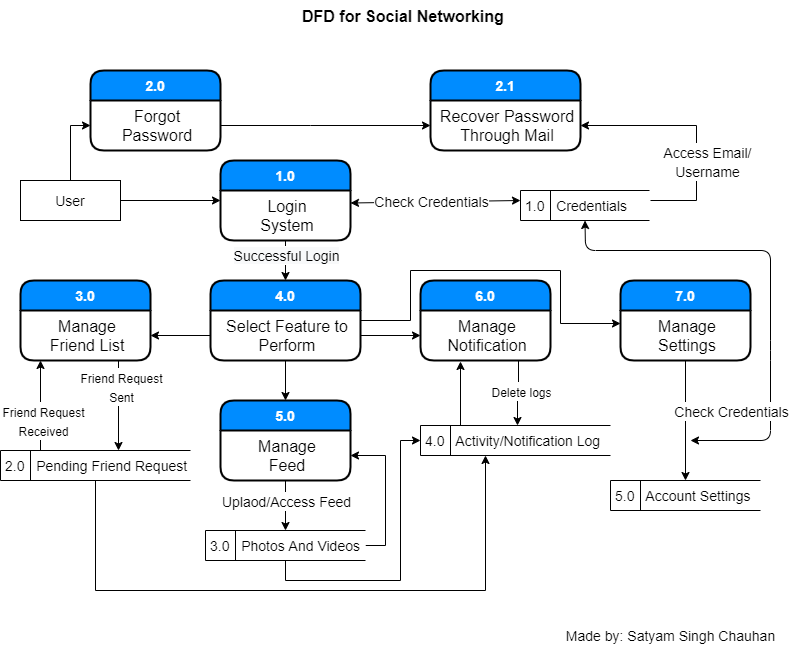 DFD for Social Networking
2.0
Forgot
Password
2.1
Recover Password
Through Mail
Access Email/
Username
User
1.0
Login
System
Check Credentials
1.0 Credentials
Successful Login
3.0
Manage
Friend List
4.0
Select Feature to
Perform
6.0
Manage
Notification
7.0
Manage
Settings
Friend Request
Sent
Friend Request
Received
Delete logs
Check Credentials
5.0
Manage
Feed
2.0 Pending Friend Request
4.0 Activity/Notification Log
5.0 Account Settings
Uplaod/Access Feed
3.0 Photos And Videos
Made by: Satyam Singh Chauhan